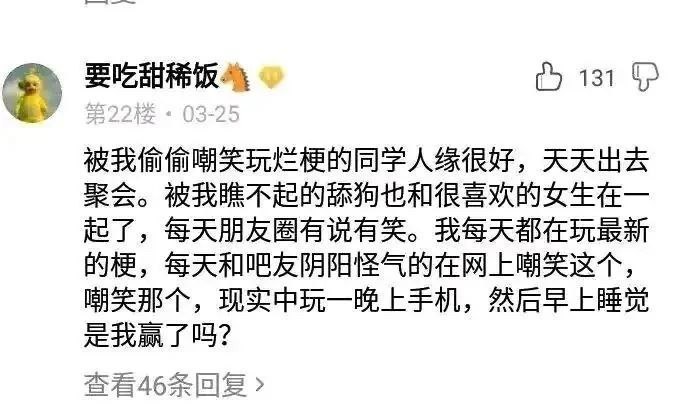 要吃甜稀饭
131
第22楼·03-25
被我偷偷嘲笑玩烂梗的同学人缘很好，天天出去
聚会。被我瞧不起的舔狗也和很喜欢的女生在一
起了，每天朋友圈有说有笑。我每天都在玩最新
的梗，每天和吧友阴阳怪气的在网上嘲笑这个，
嘲笑那个，现实中玩一晚上手机，然后早上睡觉
是我赢了吗？
查看46条回复